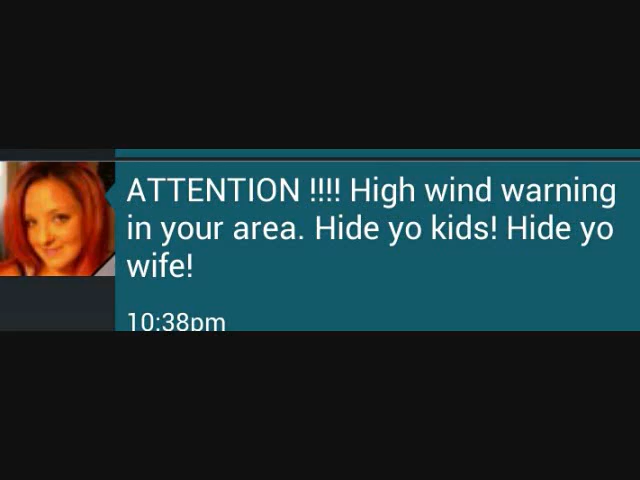 ATTENTION !!!! High wind warning
in your area. Hide yo kids! Hide yo
wife!
10:38pm